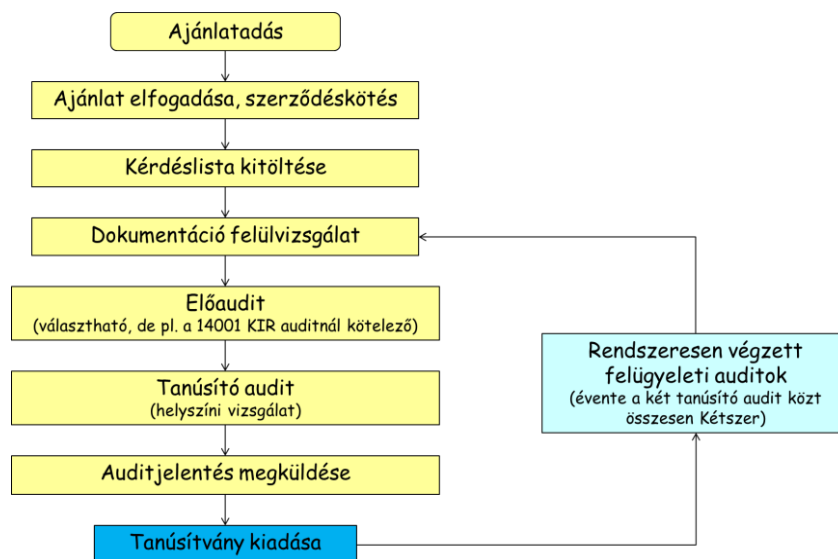 Ajánlatadás
Ajánlat elfogadása, szerződéskötés
Kérdéslista kitöltése
Dokumentáció felülvizsgálat
Előaudit
(választható, de pl. a 14001 KIR auditnál kötelező)
Tanúsító audit
(helyszíni vizsgálat)
Auditjelentés megküldése
Tanúsítvány kiadása
Rendszeresen végzett
felügyeleti auditok
(évente a két tanúsító audit közt
összesen Kétszer)